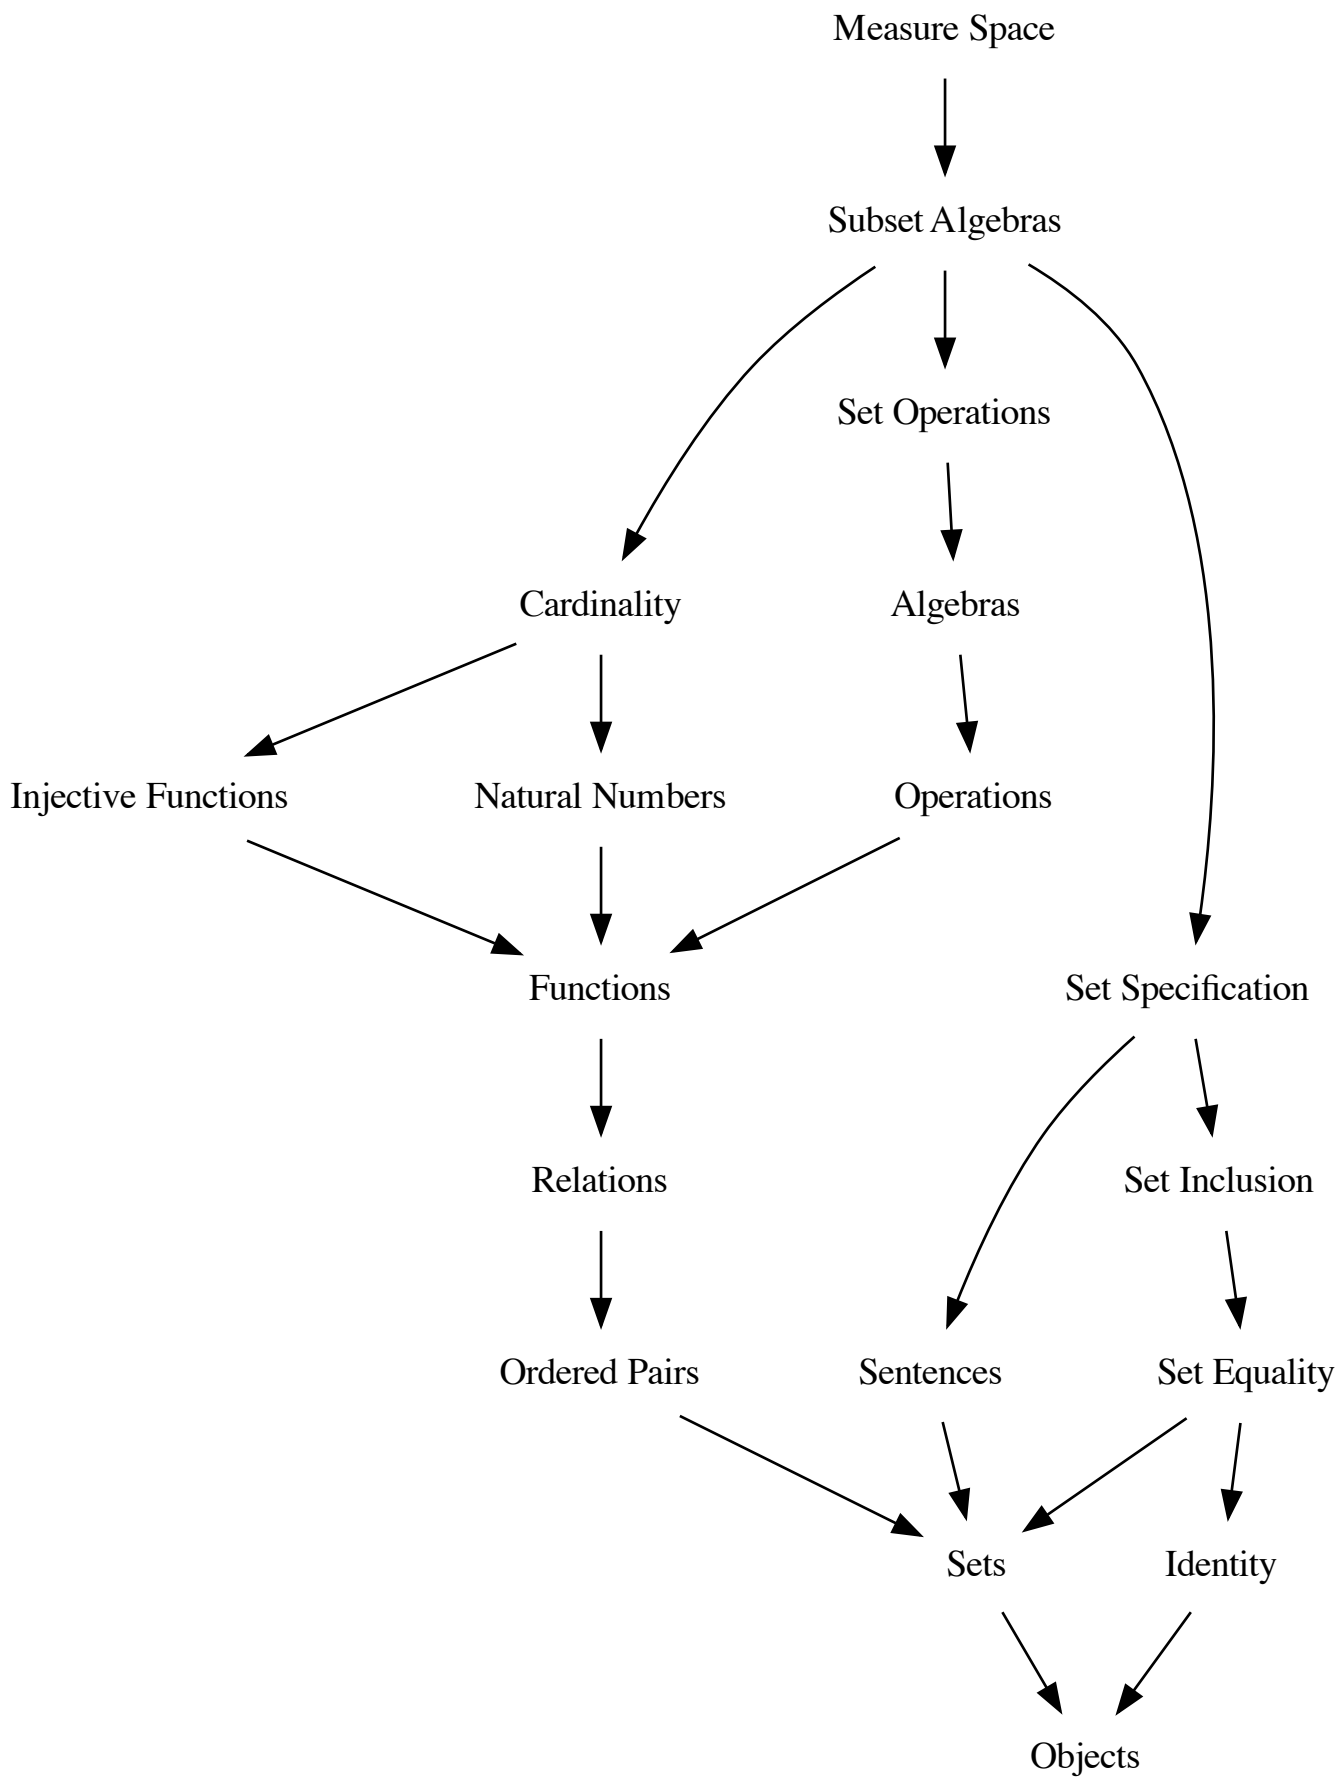 Measure Space
Subset Algebras
Set Operations
Cardinality
Algebras
Injective Functions
Natural Numbers
Operations
Functions
Set Specification
Relations
Set Inclusion
Ordered Pairs
Sentences
Set Equality
Sets
Identity
Objects